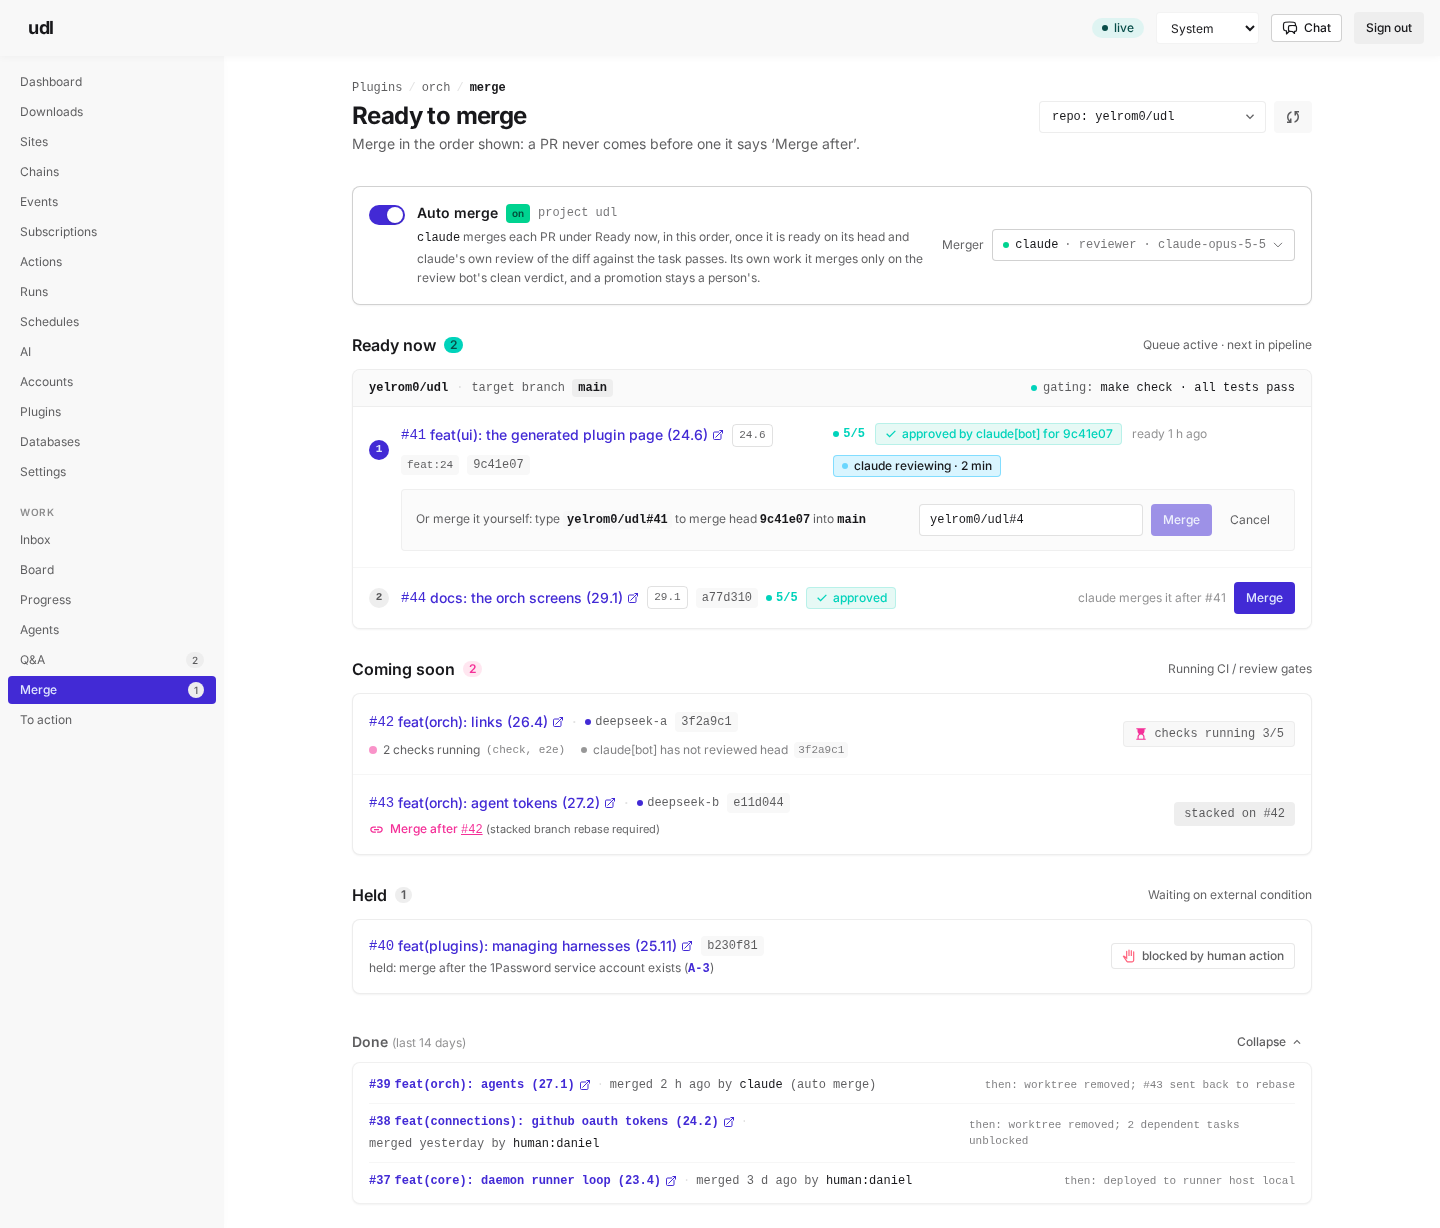 udl
live
System
Chat
Sign out
Dashboard
Downloads
Sites
Chains
Events
Subscriptions
Actions
Runs
Schedules
AI
Accounts
Plugins
Databases
Settings
WORK
Inbox
Board
Progress
Agents
Q&A 2
Merge 1
To action
Plugins / orch / merge
Ready to merge
repo: yelrom0/udl
Merge in the order shown: a PR never comes before one it says ‘Merge after’.
Auto merge on project udl
claude merges each PR under Ready now, in this order, once it is ready on its head and
claude's own review of the diff against the task passes. Its own work it merges only on the
review bot's clean verdict, and a promotion stays a person's.
Merger claude · reviewer · claude-opus-5-5
Ready now 2
Queue active · next in pipeline
yelrom0/udl · target branch main
gating: make check · all tests pass
1 #41 feat(ui): the generated plugin page (24.6) 24.6
5/5 approved by claude[bot] for 9c41e07 ready 1 h ago
feat:24 9c41e07
claude reviewing · 2 min
Or merge it yourself: type yelrom0/udl#41 to merge head 9c41e07 into main
yelrom0/udl#4 Merge Cancel
2 #44 docs: the orch screens (29.1) 29.1 a77d310 5/5 approved
claude merges it after #41 Merge
Coming soon 2
Running CI / review gates
#42 feat(orch): links (26.4) · deepseek-a 3f2a9c1
2 checks running (check, e2e) claude[bot] has not reviewed head 3f2a9c1
checks running 3/5
#43 feat(orch): agent tokens (27.2) · deepseek-b e11d044
Merge after #42 (stacked branch rebase required)
stacked on #42
Held 1
Waiting on external condition
#40 feat(plugins): managing harnesses (25.11) b230f81
held: merge after the 1Password service account exists (A-3)
blocked by human action
Done (last 14 days)
Collapse
#39 feat(orch): agents (27.1) · merged 2 h ago by claude (auto merge)
then: worktree removed; #43 sent back to rebase
#38 feat(connections): github oauth tokens (24.2) ·
merged yesterday by human:daniel
then: worktree removed; 2 dependent tasks
unblocked
#37 feat(core): daemon runner loop (23.4) · merged 3 d ago by human:daniel
then: deployed to runner host local